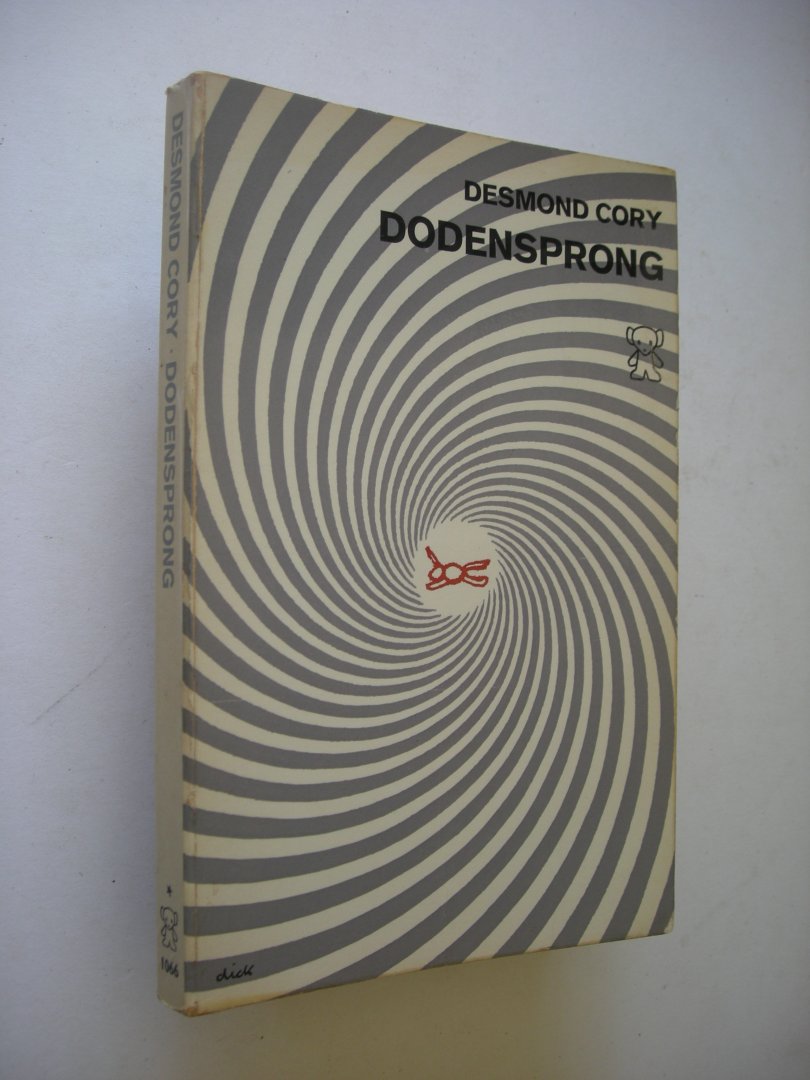 DESMOND CORY
DODENSPRONG
DESMOND CORY · DODENSPRONG
*
1066
dick